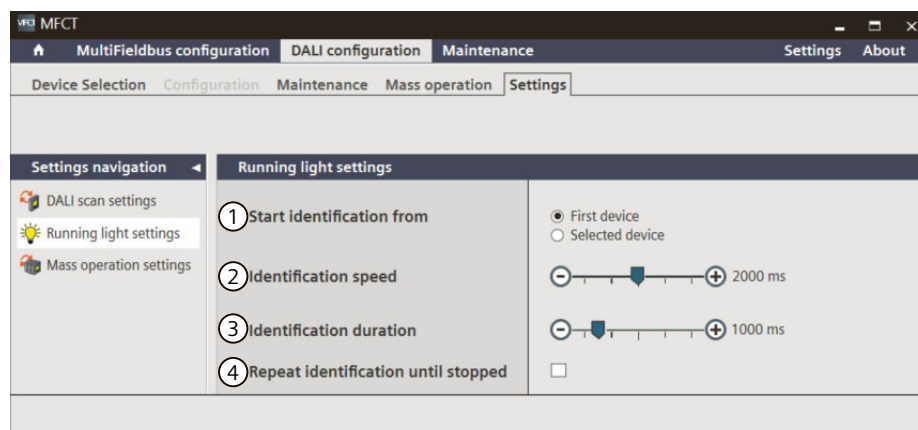 MFCT
MultiFieldbus configuration DALI configuration Maintenance Settings About
Device Selection Configuration Maintenance Mass operation Settings
Settings navigation Running light settings
DALI scan settings
Running light settings
Mass operation settings
1 Start identification from
First device
Selected device
2 Identification speed
2000 ms
3 Identification duration
1000 ms
4 Repeat identification until stopped